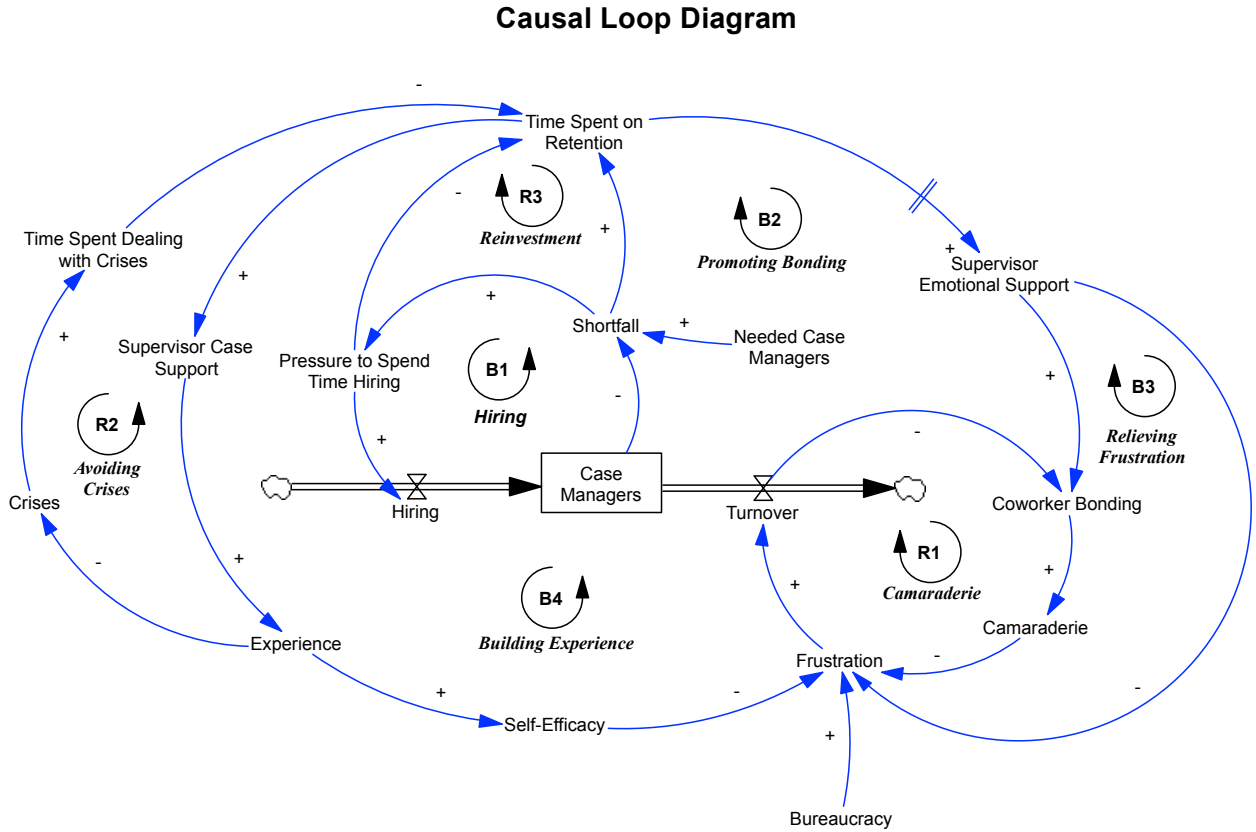 Causal Loop Diagram
-
Time Spent on
Retention
-
R3
Reinvestment
+
B2
Promoting Bonding
Time Spent Dealing
with Crises
+
+
Supervisor
Emotional Support
+
Shortfall
+
Needed Case
Managers
+
Supervisor Case
Support
Pressure to Spend
Time Hiring
B1
Hiring
-
+
B3
Relieving
Frustration
R2
Avoiding
Crises
+
-
Case
Managers
Crises
Hiring
Turnover
Coworker Bonding
-
+
R1
Camaraderie
+
B4
Building Experience
+
Camaraderie
Experience
Frustration
-
+
-
-
Self-Efficacy
+
Bureaucracy